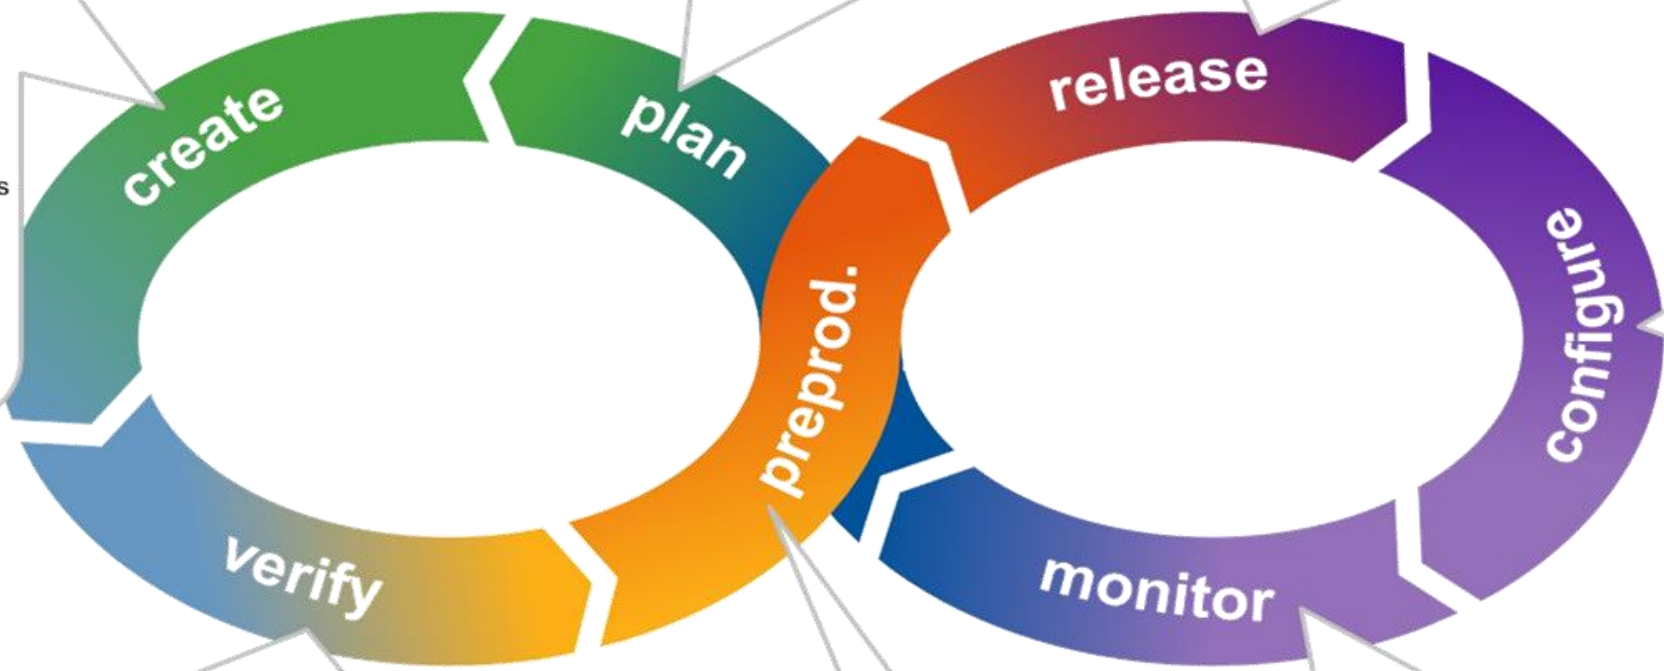 plan
create
verify
preprod.
release
configure
monitor
s